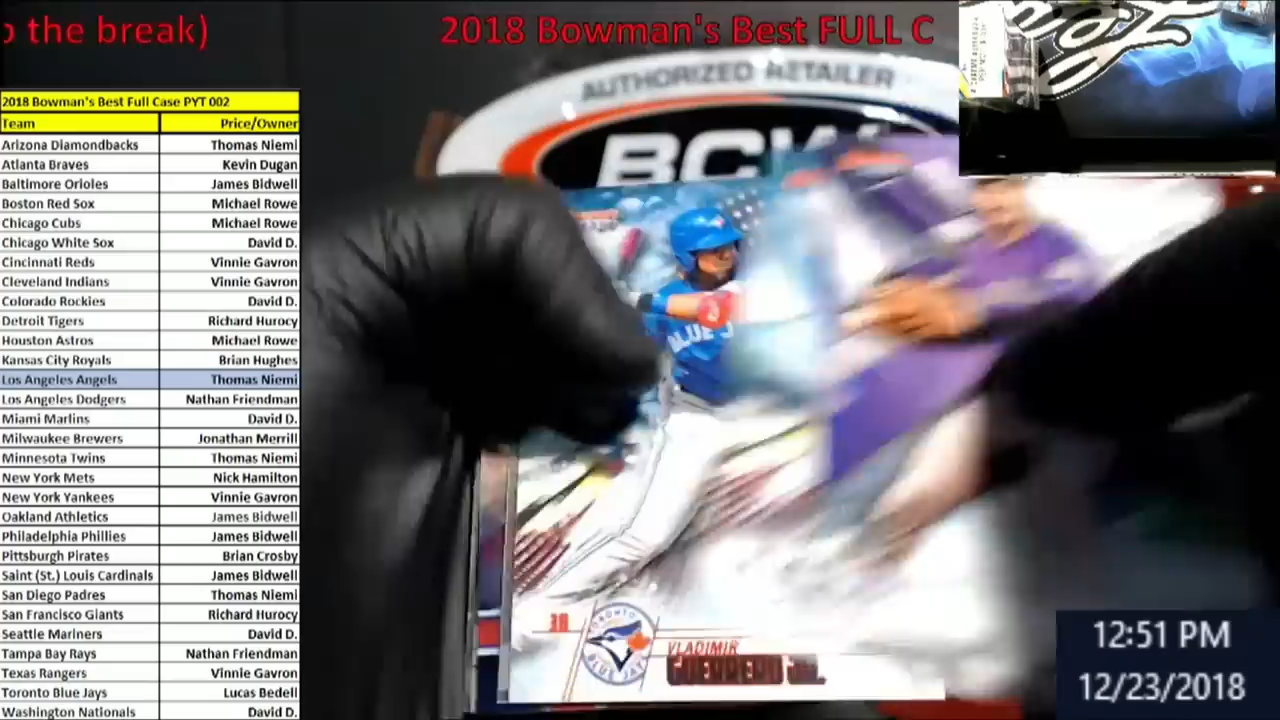 o the break)
2018 Bowman's Best FULL C
AUTHORIZED RETAILER
BCW
2018 Bowman's Best Full Case PYT 002
Team Price/Owner
Arizona Diamondbacks Thomas Niemi
Atlanta Braves Kevin Dugan
Baltimore Orioles James Bidwell
Boston Red Sox Michael Rowe
Chicago Cubs Michael Rowe
Chicago White Sox David D.
Cincinnati Reds Vinnie Gavron
Cleveland Indians Vinnie Gavron
Colorado Rockies David D.
Detroit Tigers Richard Hurocy
Houston Astros Michael Rowe
Kansas City Royals Brian Hughes
Los Angeles Angels Thomas Niemi
Los Angeles Dodgers Nathan Friendman
Miami Marlins David D.
Milwaukee Brewers Jonathan Merrill
Minnesota Twins Thomas Niemi
New York Mets Nick Hamilton
New York Yankees Vinnie Gavron
Oakland Athletics James Bidwell
Philadelphia Phillies James Bidwell
Pittsburgh Pirates Brian Crosby
Saint (St.) Louis Cardinals James Bidwell
San Diego Padres Thomas Niemi
San Francisco Giants Richard Hurocy
Seattle Mariners David D.
Tampa Bay Rays Nathan Friendman
Texas Rangers Vinnie Gavron
Toronto Blue Jays Lucas Bedell
Washington Nationals David D.
BLUE J
3B
TORONTO
BLUE JAYS
VLADIMIR
GUERRERO JR.
12:51 PM
12/23/2018